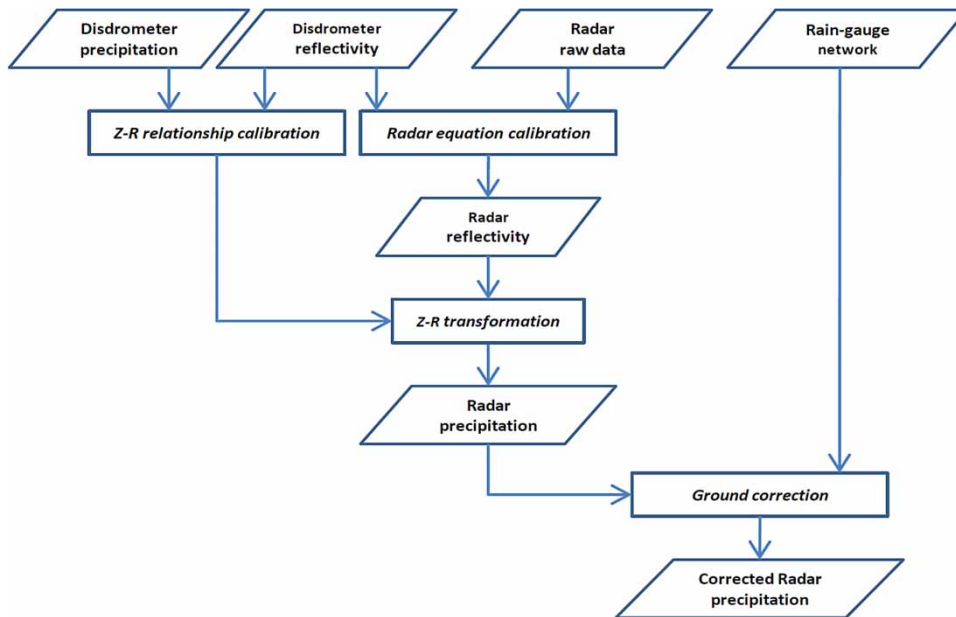 Disdrometer
precipitation
Disdrometer
reflectivity
Radar
raw data
Rain-gauge
network
Z-R relationship calibration
Radar equation calibration
Radar
reflectivity
Z-R transformation
Radar
precipitation
Ground correction
Corrected Radar
precipitation